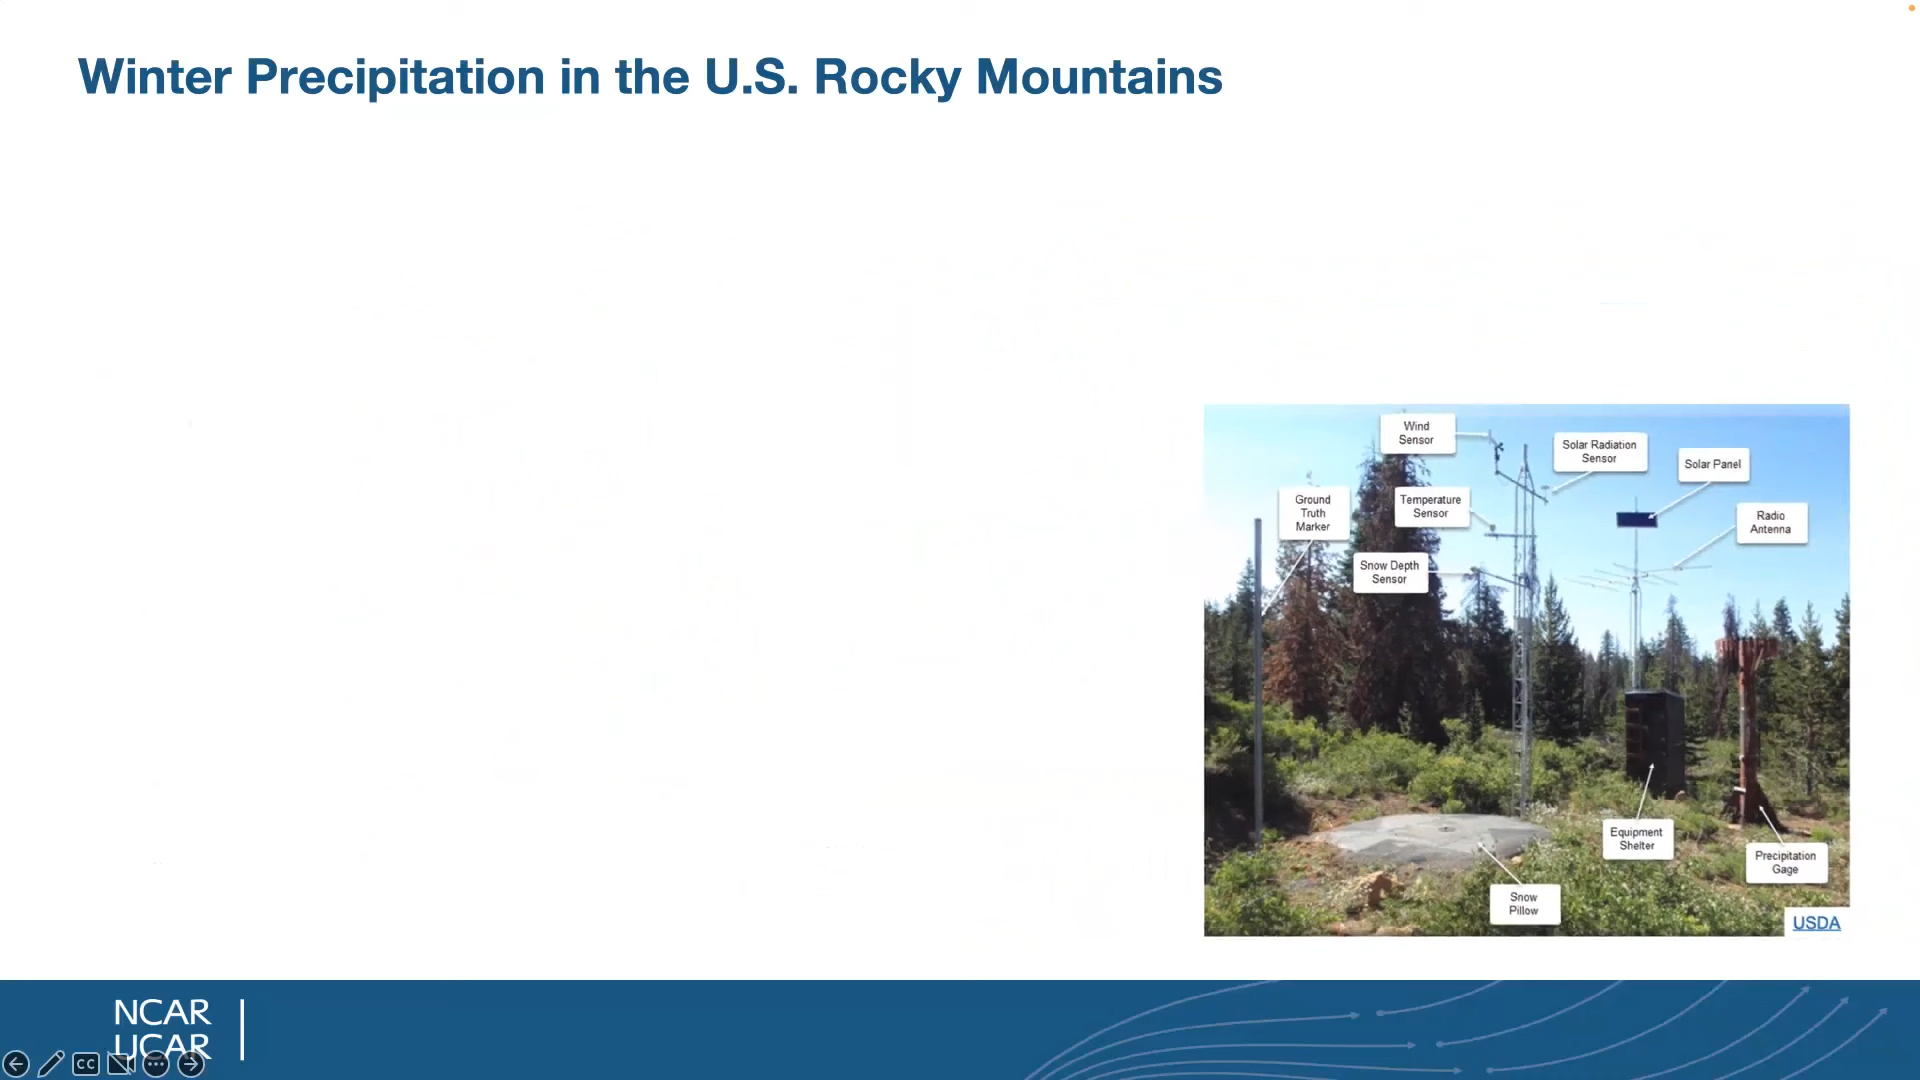 Winter Precipitation in the U.S. Rocky Mountains
Wind
Sensor
Solar Radiation
Sensor
Solar Panel
Ground
Truth
Marker
Temperature
Sensor
Radio
Antenna
Snow Depth
Sensor
Equipment
Shelter
Precipitation
Gage
Snow
Pillow
USDA
NCAR
UCAR
CC